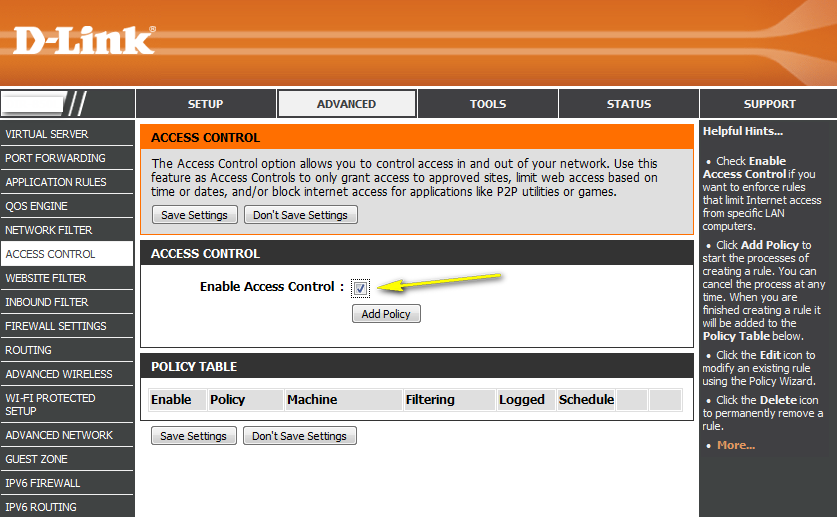 D-Link®
SETUP
ADVANCED
TOOLS
STATUS
SUPPORT
VIRTUAL SERVER
PORT FORWARDING
APPLICATION RULES
QOS ENGINE
NETWORK FILTER
ACCESS CONTROL
WEBSITE FILTER
INBOUND FILTER
FIREWALL SETTINGS
ROUTING
ADVANCED WIRELESS
WI-FI PROTECTED
SETUP
ADVANCED NETWORK
GUEST ZONE
IPV6 FIREWALL
IPV6 ROUTING
ACCESS CONTROL
The Access Control option allows you to control access in and out of your network. Use this
feature as Access Controls to only grant access to approved sites, limit web access based on
time or dates, and/or block internet access for applications like P2P utilities or games.
Save Settings Don't Save Settings
ACCESS CONTROL
Enable Access Control :
Add Policy
POLICY TABLE
Enable Policy Machine Filtering Logged Schedule
Save Settings Don't Save Settings
Helpful Hints...
• Check Enable
Access Control if you
want to enforce rules
that limit Internet access
from specific LAN
computers.
• Click Add Policy to
start the processes of
creating a rule. You can
cancel the process at any
time. When you are
finished creating a rule it
will be added to the
Policy Table below.
• Click the Edit icon to
modify an existing rule
using the Policy Wizard.
• Click the Delete icon
to permanently remove a
rule.
• More...